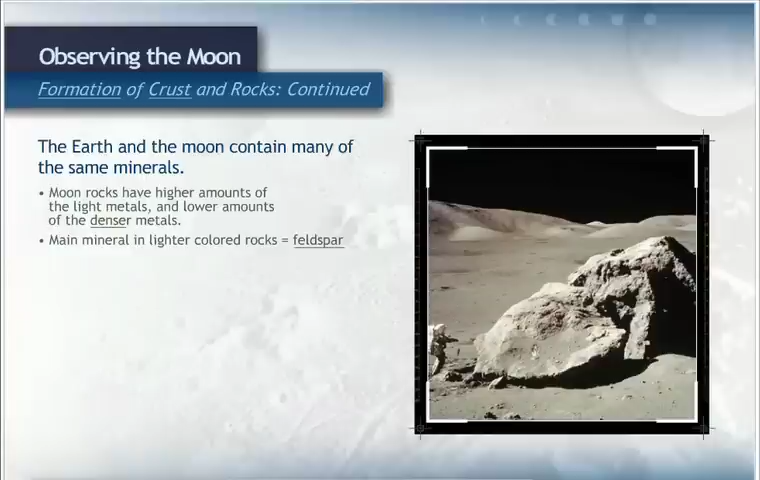 Observing the Moon
Formation of Crust and Rocks: Continued
The Earth and the moon contain many of
the same minerals.
• Moon rocks have higher amounts of
the light metals, and lower amounts
of the denser metals.
• Main mineral in lighter colored rocks = feldspar